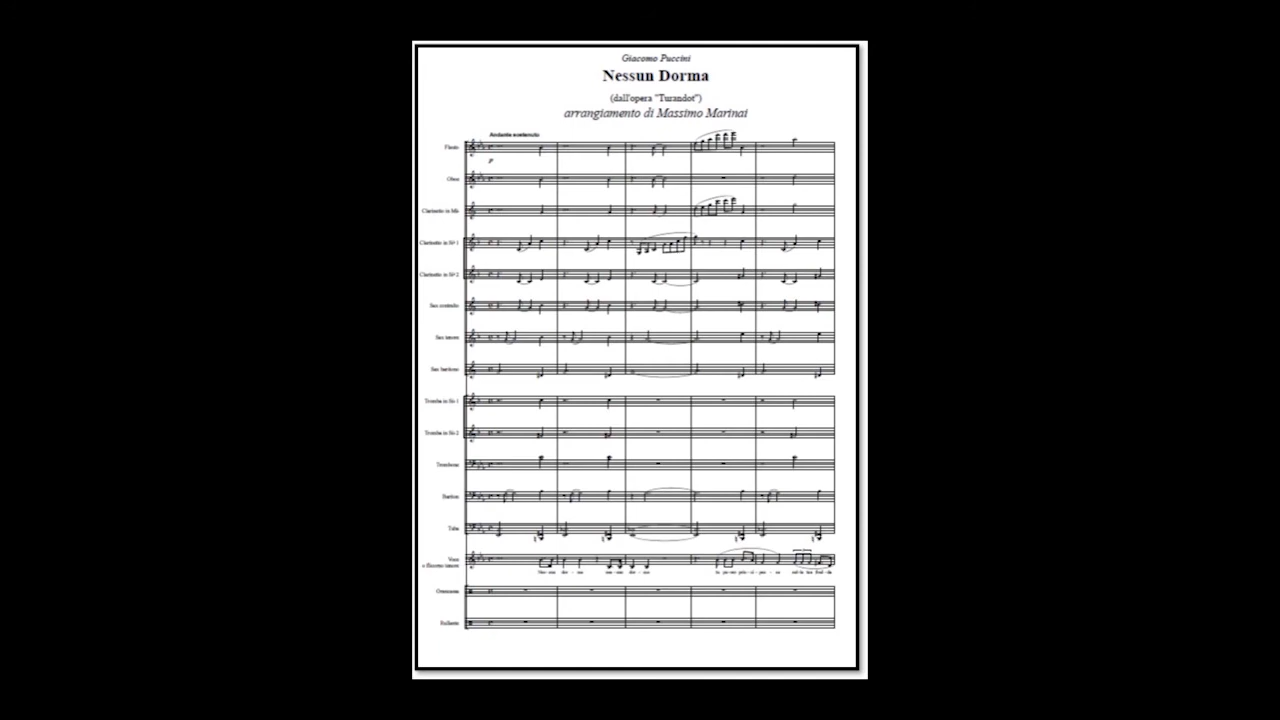 Giacomo Puccini
Nessun Dorma
(dall'opera "Turandot")
arrangiamento di Massimo Marinai
Andante sostenuto
Flauto
p
Oboe
Clarinetto in Mib
Clarinetto in Sib 1
Clarinetto in Sib 2
Sax contralto
Sax tenore
Sax baritono
Tromba in Sib 1
Tromba in Sib 2
Trombone
Bariton
Tuba
Voce
o Flicorno tenore
Grancassa
Rullante